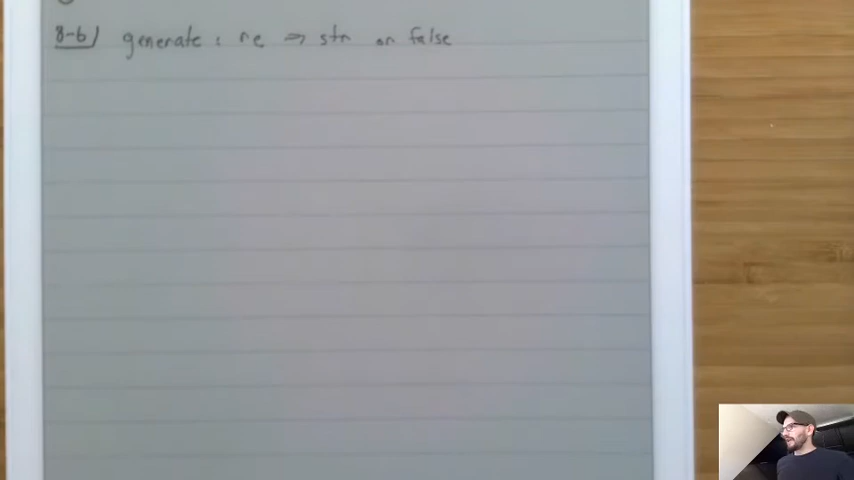 8-6) generate : re => str or false